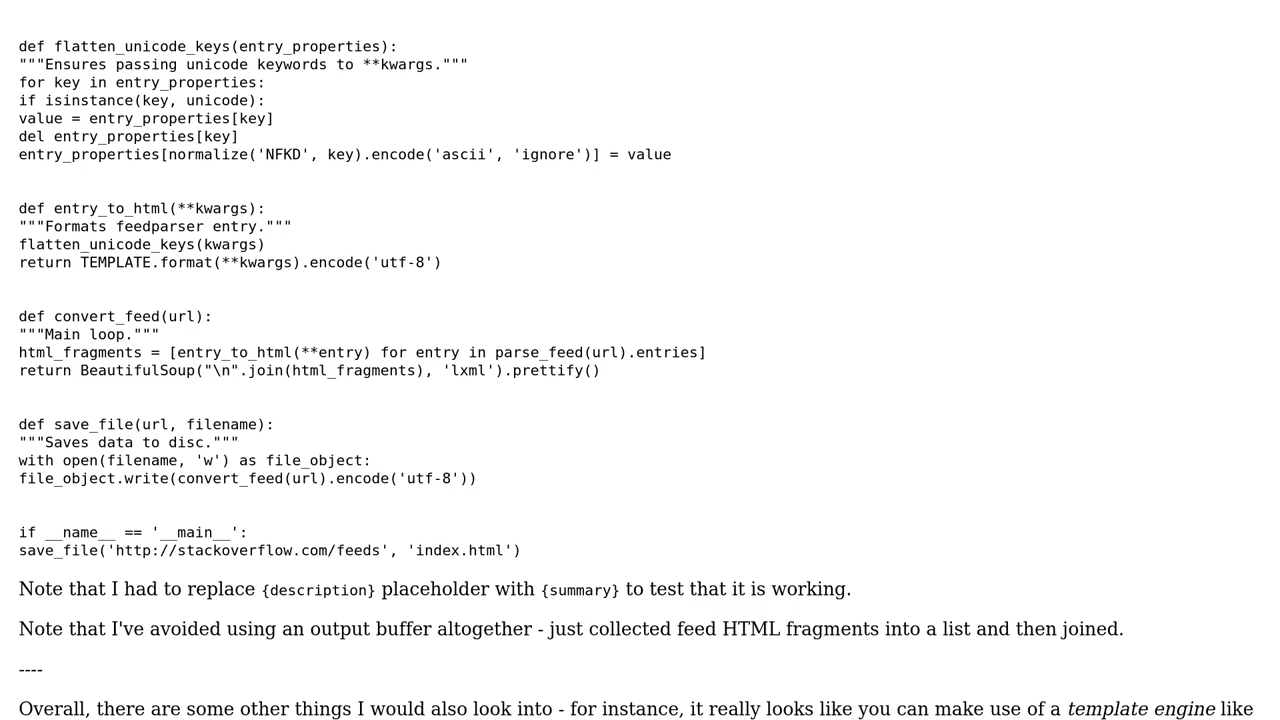 def flatten_unicode_keys(entry_properties):
"""Ensures passing unicode keywords to **kwargs."""
for key in entry_properties:
if isinstance(key, unicode):
value = entry_properties[key]
del entry_properties[key]
entry_properties[normalize('NFKD', key).encode('ascii', 'ignore')] = value
def entry_to_html(**kwargs):
"""Formats feedparser entry."""
flatten_unicode_keys(kwargs)
return TEMPLATE.format(**kwargs).encode('utf-8')
def convert_feed(url):
"""Main loop."""
html_fragments = [entry_to_html(**entry) for entry in parse_feed(url).entries]
return BeautifulSoup("\n".join(html_fragments), 'lxml').prettify()
def save_file(url, filename):
"""Saves data to disc."""
with open(filename, 'w') as file_object:
file_object.write(convert_feed(url).encode('utf-8'))
if __name__ == '__main__':
save_file('http://stackoverflow.com/feeds', 'index.html')
Note that I had to replace {description} placeholder with {summary} to test that it is working.
Note that I've avoided using an output buffer altogether - just collected feed HTML fragments into a list and then joined.
----
Overall, there are some other things I would also look into - for instance, it really looks like you can make use of a template engine like